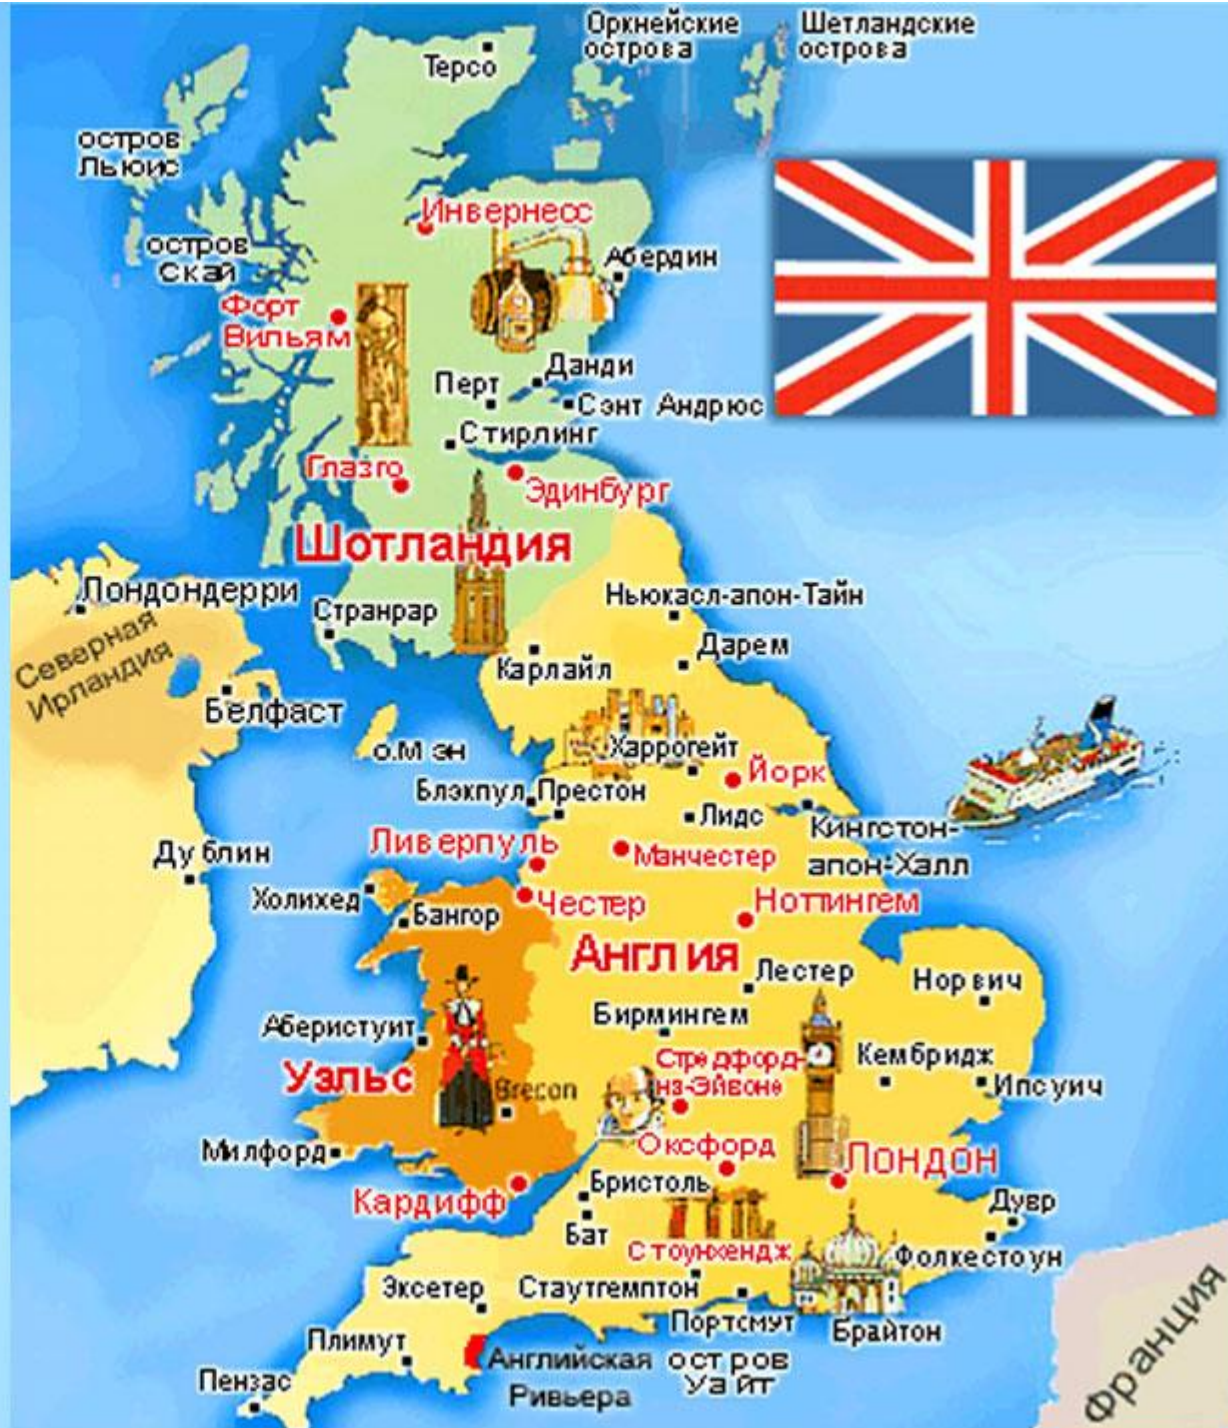 Оркнейские
острова
Шетландские
острова
Терсо
остров
Льюис
Инвернесс
остров
Скай
Абердин
Форт
Вильям
Данди
Перт
Сэнт Андрюс
Стирлинг
Глазго
Эдинбург
Шотландия
Лондондерри
Странрар
Ньюкасл-апон-Тайн
Северная
Ирландия
Карлайл
Дарем
Белфаст
о.Мэн
Харрогейт
Йорк
Блэкпул
Престон
Лидс
Кингстон-
апон-Халл
Ливерпуль
Манчестер
Дублин
Холихед
Честер
Ноттингем
Бангор
Англия
Лестер
Норвич
Аберистуит
Бирмингем
Уэльс
Стредфорд-
на-Эйвоне
Кембридж
Ипсуич
Brecon
Милфорд
Оксфорд
Лондон
Кардифф
Бристоль
Дувр
Бат
Стоунхендж
Фолкестоун
Эксетер
Стаутгемптон
Портсмут
Брайтон
Плимут
Английская
Ривьера
остров
Уайт
Пензас
Франция